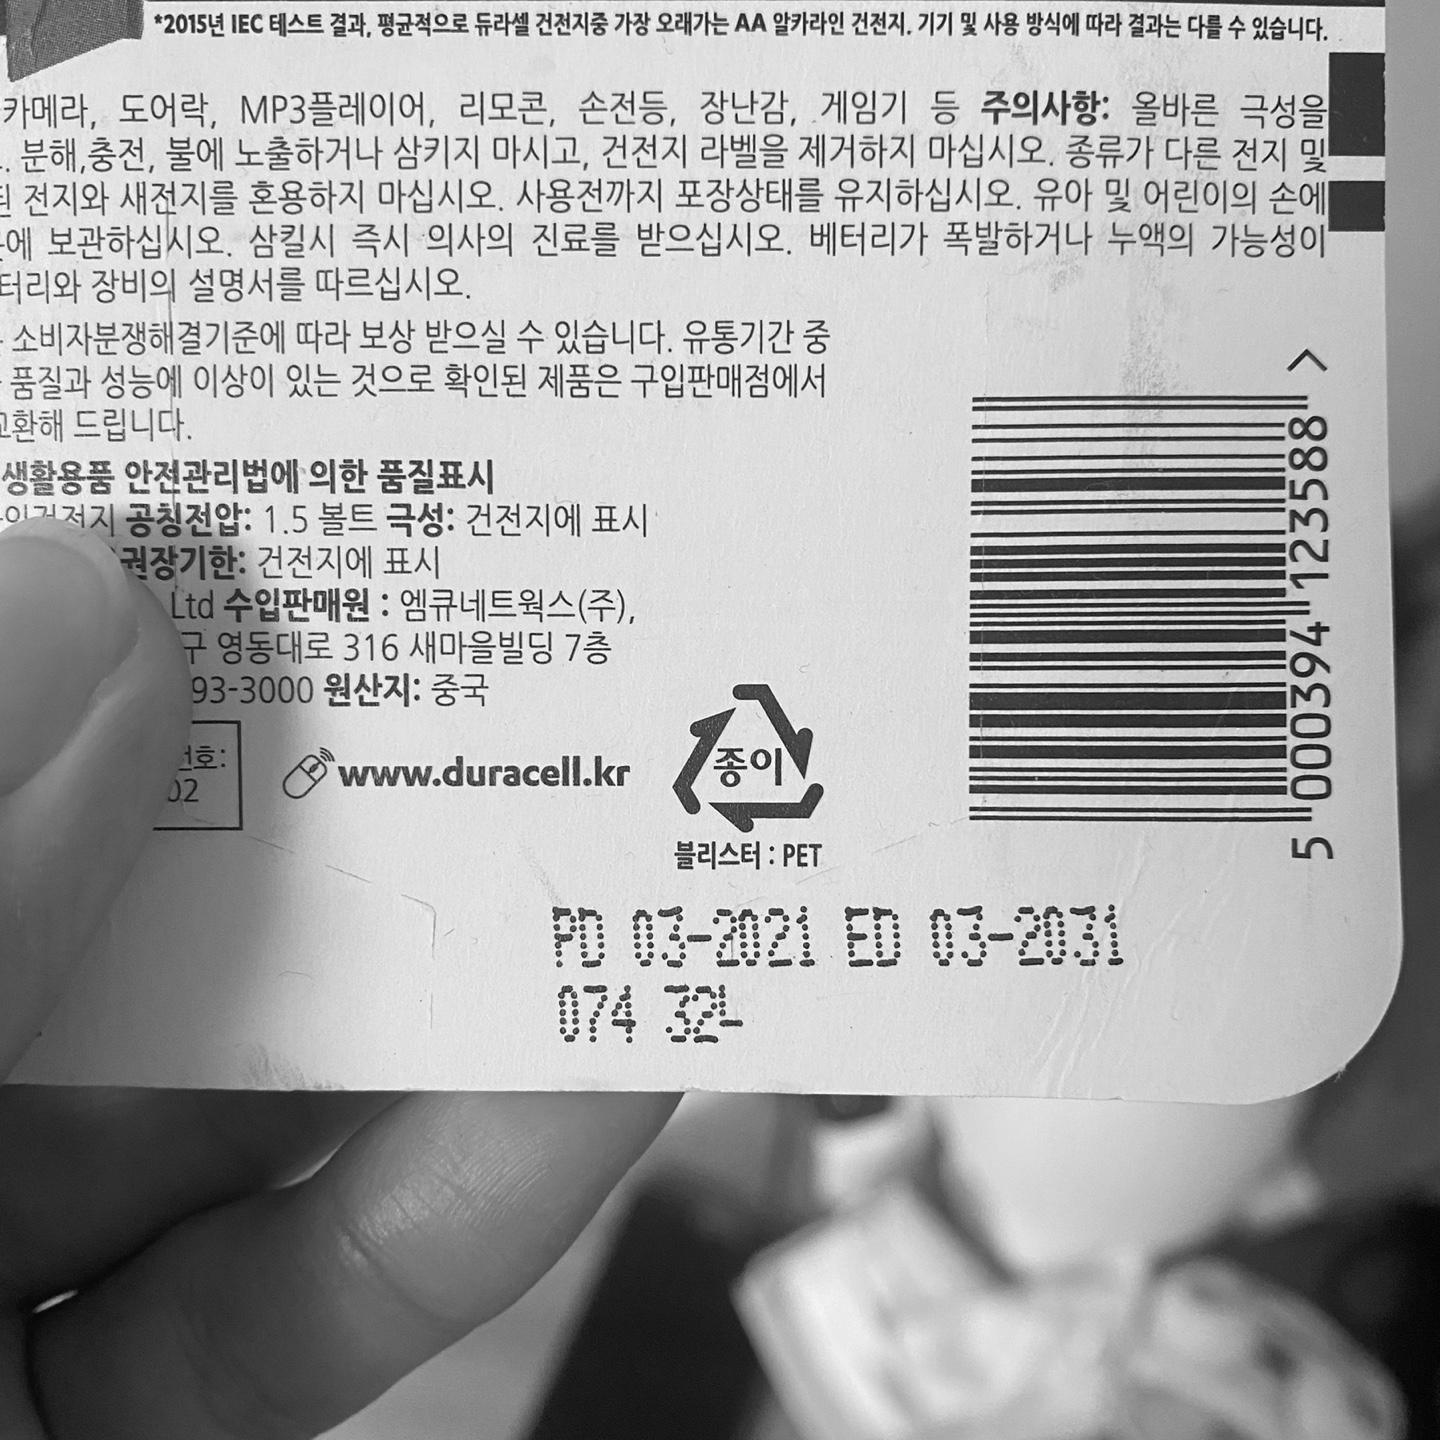 *2015년 IEC 테스트 결과, 평균적으로 듀라셀 건전지중 가장 오래가는 AA 알카라인 건전지. 기기 및 사용 방식에 따라 결과는 다를 수 있습니다.
카메라, 도어락, MP3플레이어, 리모콘, 손전등, 장난감, 게임기 등 주의사항: 올바른 극성을
분해,충전, 불에 노출하거나 삼키지 마시고, 건전지 라벨을 제거하지 마십시오. 종류가 다른 전지 및
전지와 새전지를 혼용하지 마십시오. 사용전까지 포장상태를 유지하십시오. 유아 및 어린이의 손에
보관하십시오. 삼킬시 즉시 의사의 진료를 받으십시오. 베터리가 폭발하거나 누액의 가능성이
터리와 장비의 설명서를 따르십시오.
소비자분쟁해결기준에 따라 보상 받으실 수 있습니다. 유통기간 중
품질과 성능에 이상이 있는 것으로 확인된 제품은 구입판매점에서
교환해 드립니다.
생활용품 안전관리법에 의한 품질표시
공칭전압: 1.5 볼트 극성: 건전지에 표시
권장기한: 건전지에 표시
Ltd 수입판매원 : 엠큐네트웍스(주),
구 영동대로 316 새마을빌딩 7층
93-3000 원산지: 중국
번호:
02
www.duracell.kr
종이
블리스터 : PET
5 000394 123588 >
PD 03-2021 ED 03-2031
074 32L